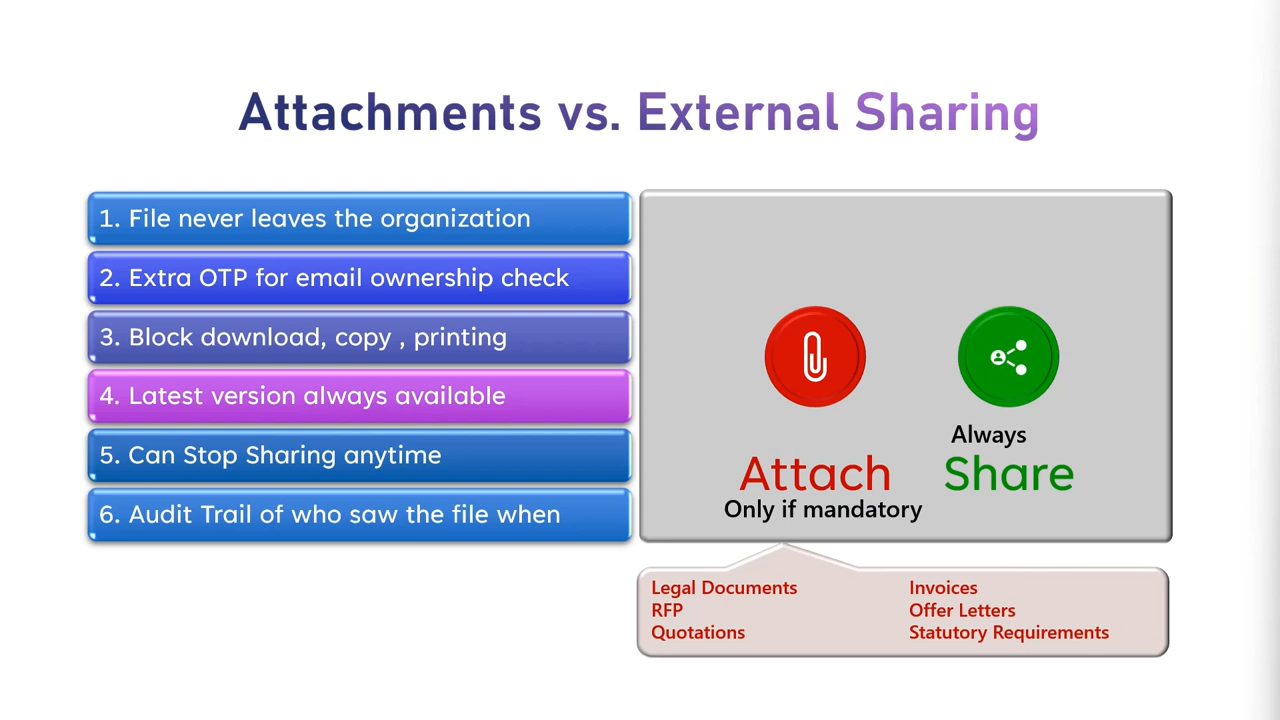 Attachments vs. External Sharing
1. File never leaves the organization
2. Extra OTP for email ownership check
3. Block download, copy , printing
4. Latest version always available
5. Can Stop Sharing anytime
6. Audit Trail of who saw the file when
Attach
Only if mandatory
Always
Share
Legal Documents
RFP
Quotations
Invoices
Offer Letters
Statutory Requirements